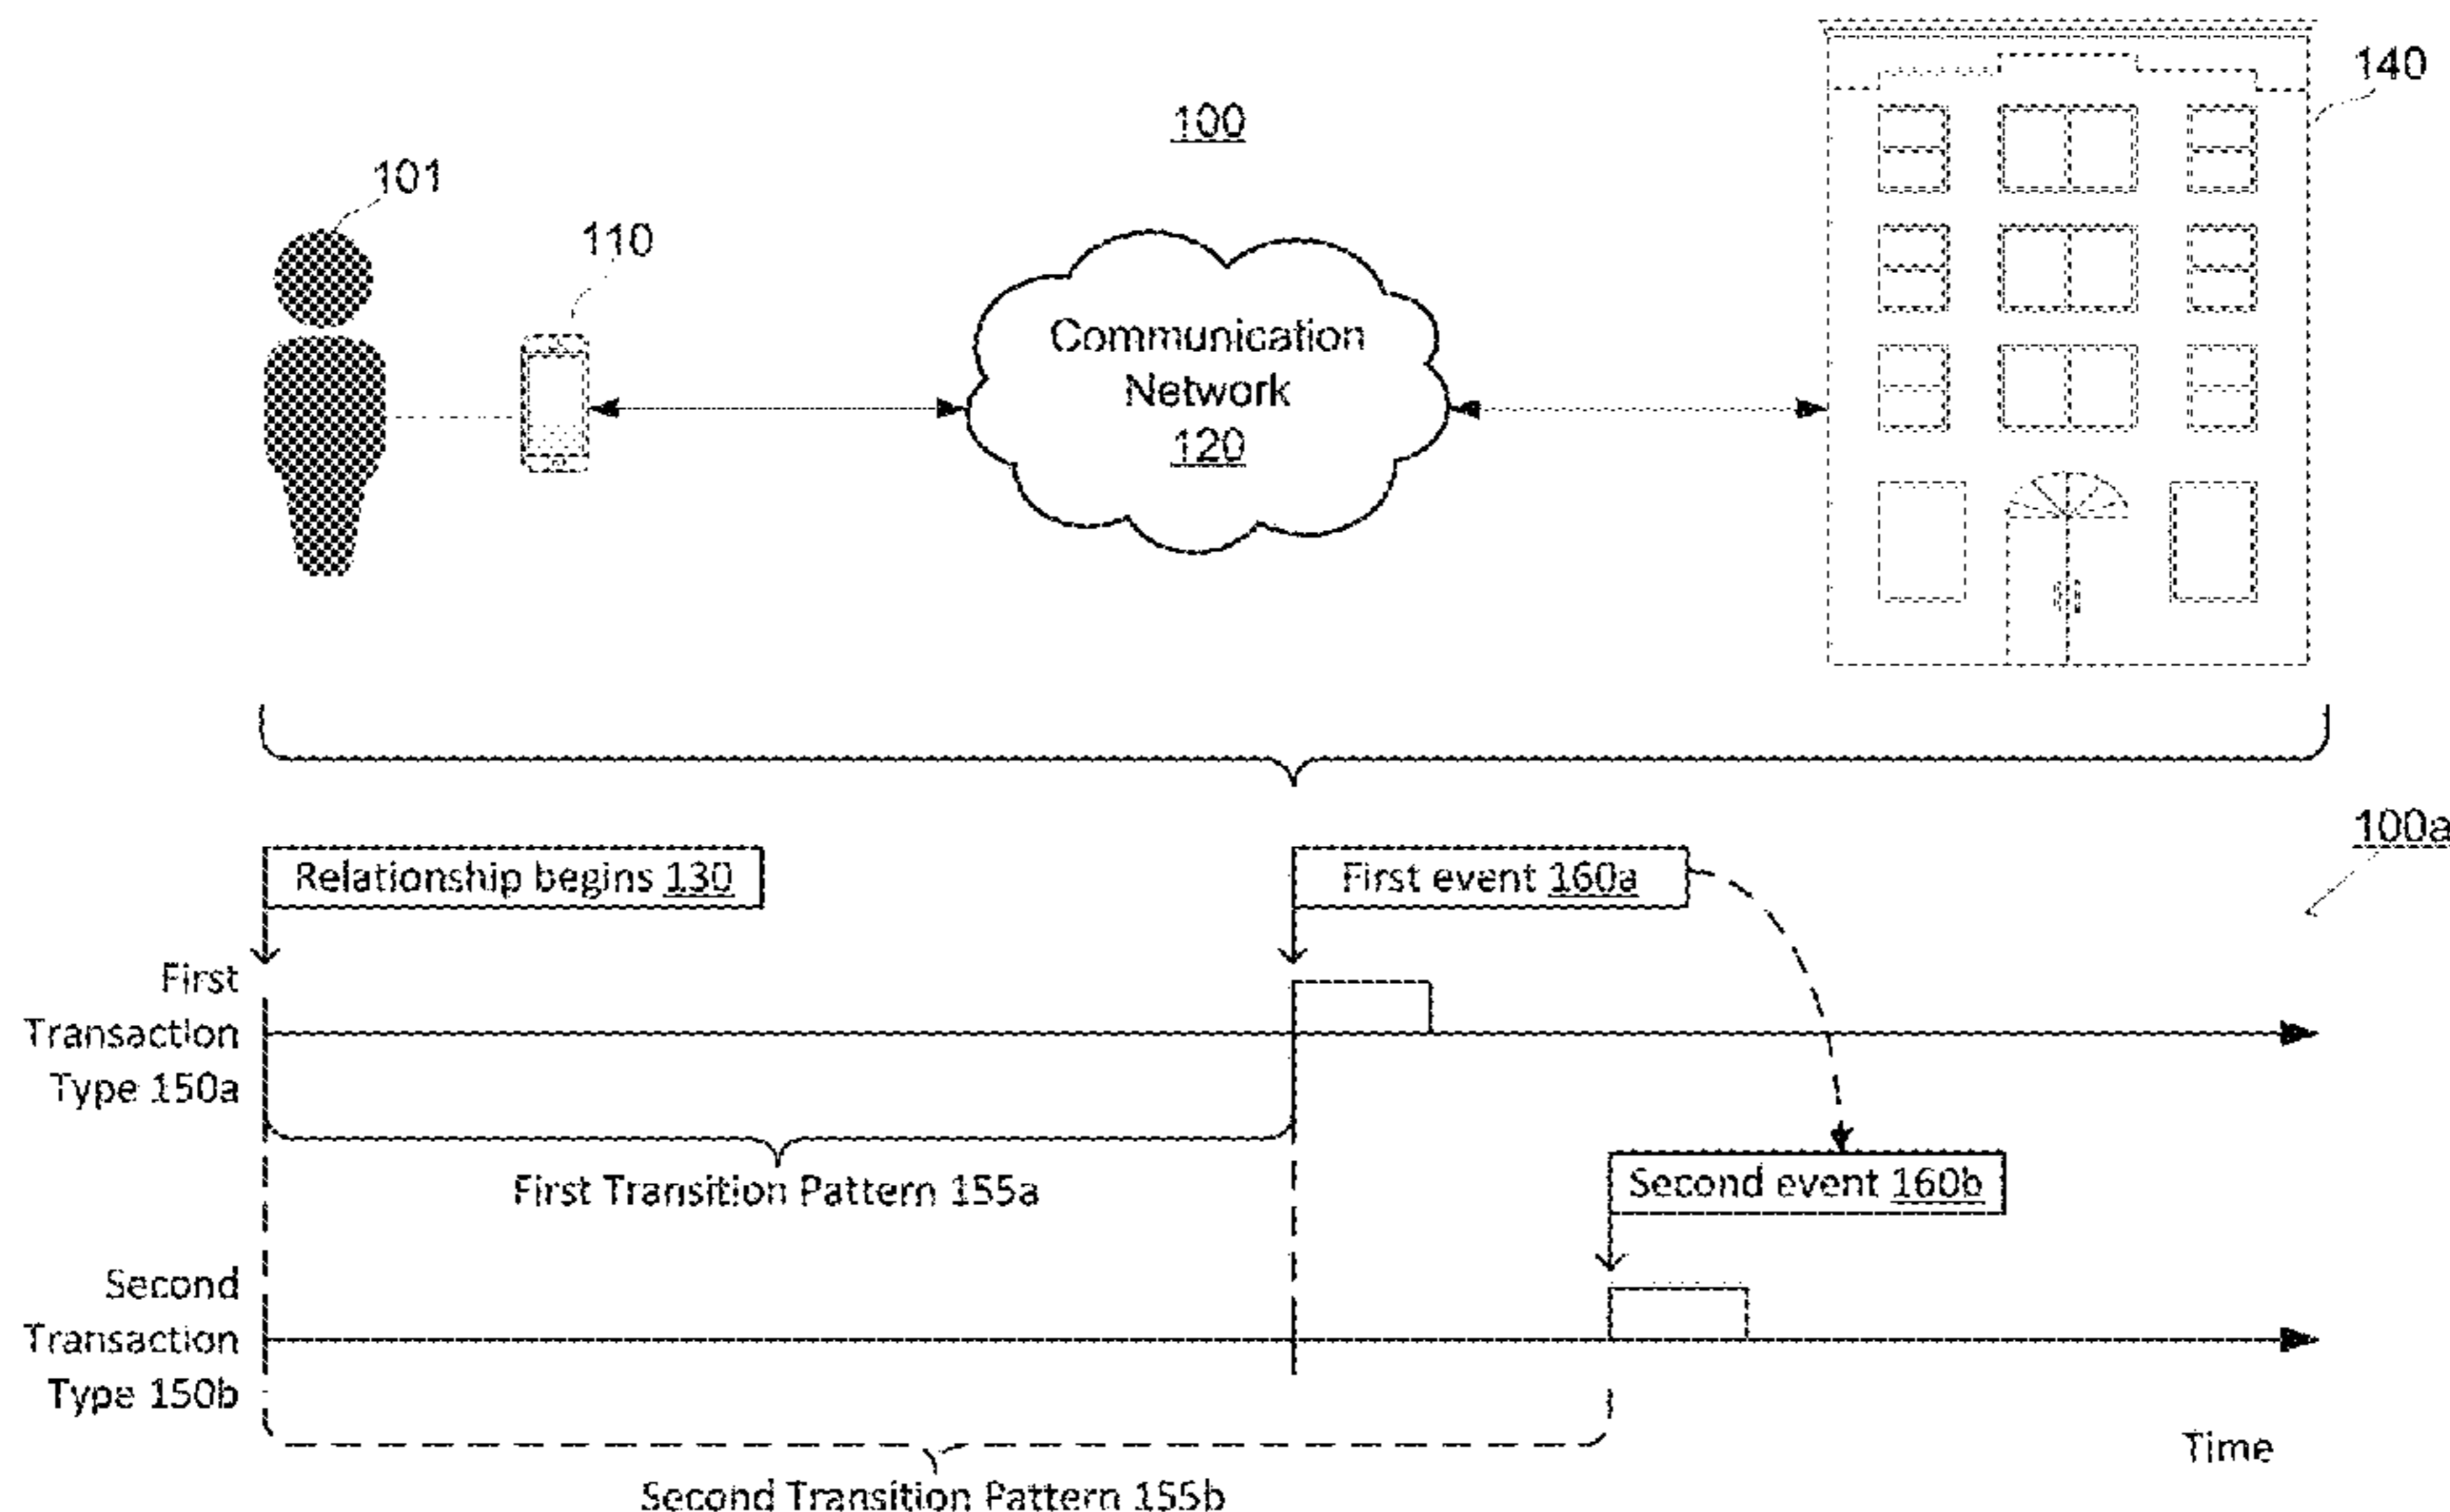 100
140
101
110
Communication
Network
120
100a
Relationship begins 130
First event 160a
First
Transaction
Type 150a
First Transition Pattern 155a
Second event 160b
Second
Transaction
Type 150b
Time
Second Transition Pattern 155b